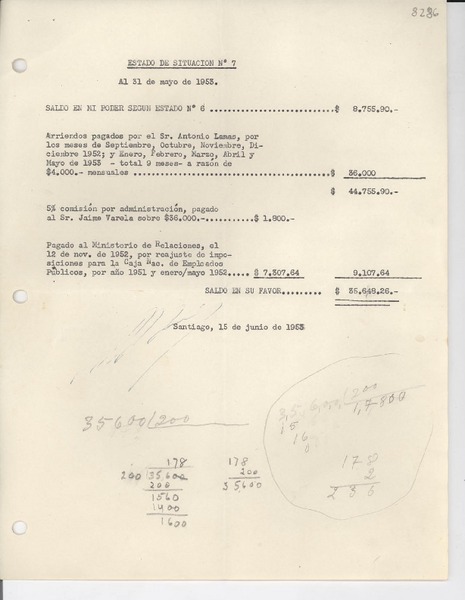 8286
ESTADO DE SITUACION N° 7
Al 31 de mayo de 1953.
SALDO EN MI PODER SEGUN ESTADO N° 6 ........................$ 8.755.90.-
Arriendos pagados por el Sr. Antonio Lamas, por
los meses de Septiembre, Octubre, Noviembre, Di-
ciembre 1952; y Enero, Febrero, Marzo, Abril y
Mayo de 1953 - total 9 meses- a razón de
$4.000.- mensuales ........................................$ 36.000
$ 44.755.90.-
5% comisión por administración, pagado
al Sr. Jaime Varela sobre $36.000.-......$ 1.800.-
Pagado al Ministerio de Relaciones, el
12 de nov. de 1952, por reajuste de impo-
siciones para la Caja Nac. de Empleados
Públicos, por año 1951 y enero/mayo 1952.....$ 7.307.64 9.107.64
SALDO EN SU FAVOR.........$ 35.648.26.-
Santiago, 15 de junio de 1953
35600/200
178
200 35600
200
1560
1400
1600
178
200
35600
200
1,7800
15
16
0
178
2
236